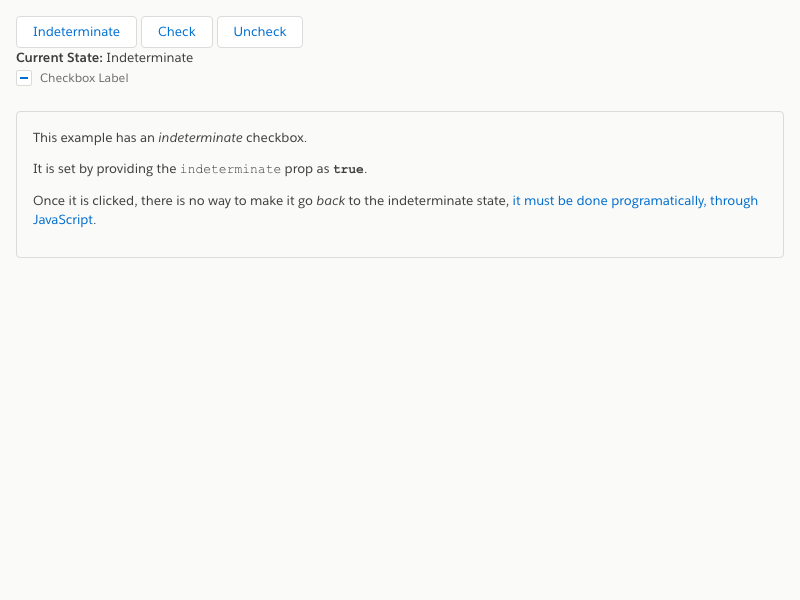 Indeterminate Check Uncheck
Current State: Indeterminate
Checkbox Label
This example has an indeterminate checkbox.
It is set by providing the indeterminate prop as true.
Once it is clicked, there is no way to make it go back to the indeterminate state, it must be done programatically, through
JavaScript.